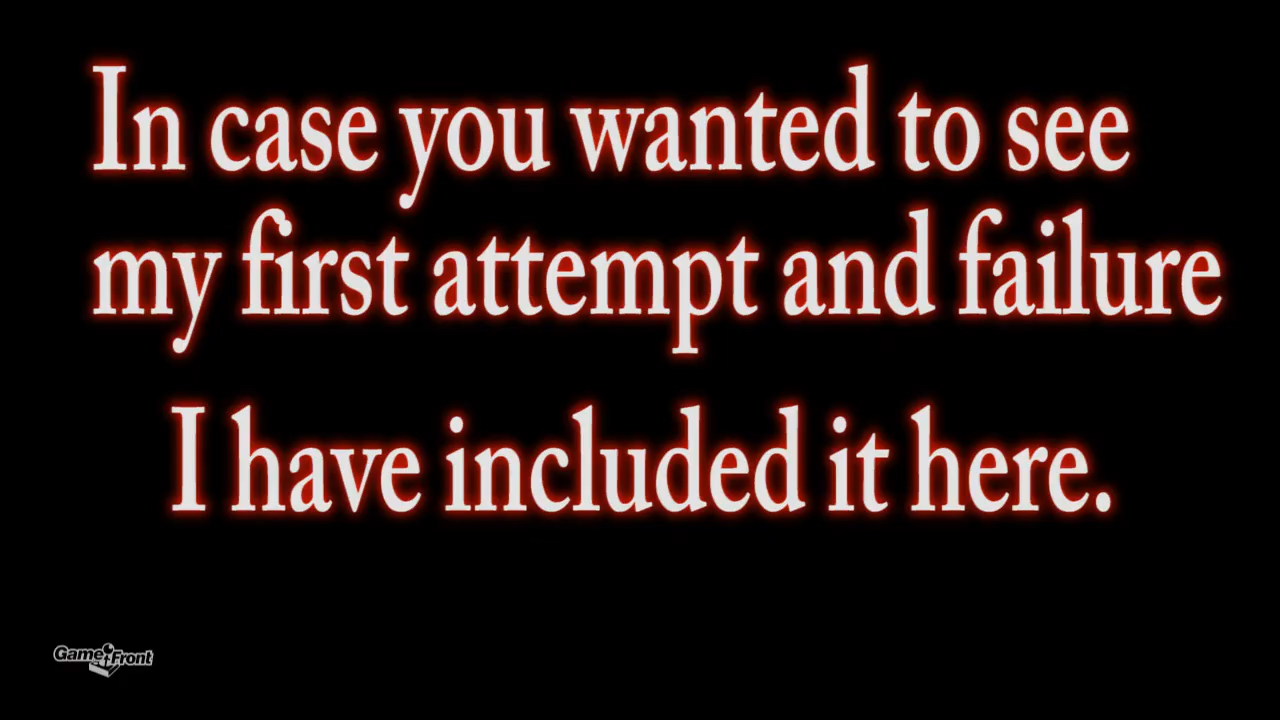 In case you wanted to see
my first attempt and failure
I have included it here.
GameFront